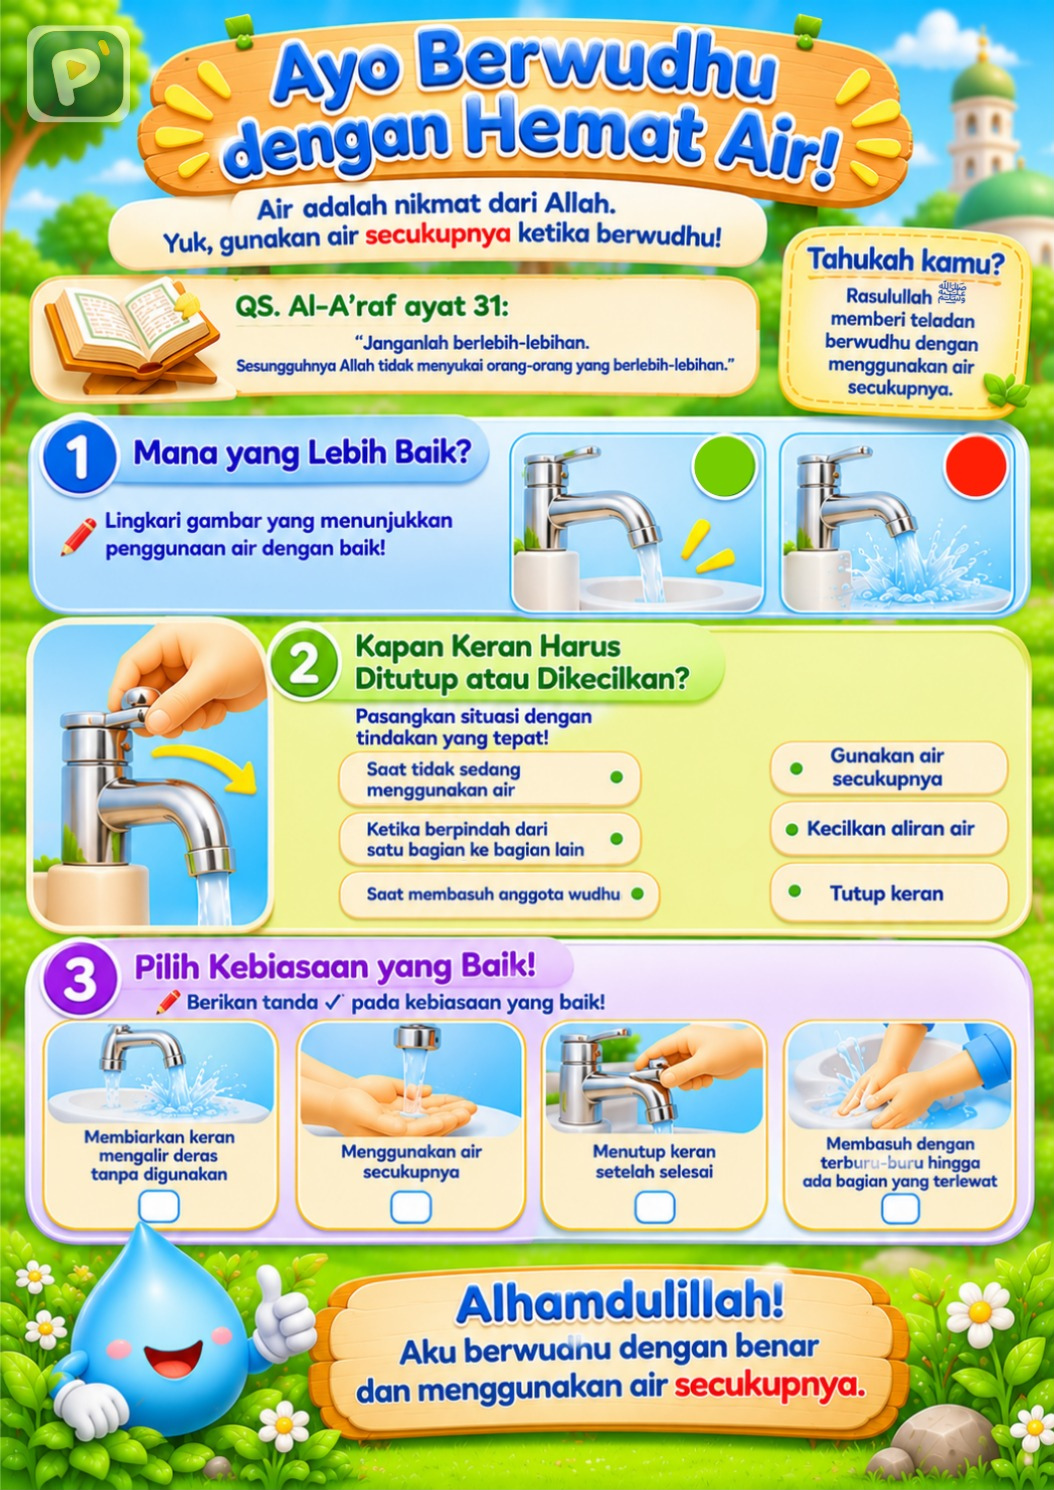 P
Ayo Berwudhu
dengan Hemat Air!
Air adalah nikmat dari Allah.
Yuk, gunakan air secukupnya ketika berwudhu!
Tahukah kamu?
Rasulullah ﷺ
memberi teladan
berwudhu dengan
menggunakan air
secukupnya.
QS. Al-A'raf ayat 31:
“Janganlah berlebih-lebihan.
Sesungguhnya Allah tidak menyukai orang-orang yang berlebih-lebihan.”
1
Mana yang Lebih Baik?
Lingkari gambar yang menunjukkan
penggunaan air dengan baik!
2
Kapan Keran Harus
Ditutup atau Dikecilkan?
Pasangkan situasi dengan
tindakan yang tepat!
Saat tidak sedang
menggunakan air
Ketika berpindah dari
satu bagian ke bagian lain
Saat membasuh anggota wudhu
Gunakan air
secukupnya
Kecilkan aliran air
Tutup keran
3
Pilih Kebiasaan yang Baik!
Berikan tanda ✓ pada kebiasaan yang baik!
Membiarkan keran
mengalir deras
tanpa digunakan
Menggunakan air
secukupnya
Menutup keran
setelah selesai
Membasuh dengan
terburu-buru hingga
ada bagian yang terlewat
Alhamdulillah!
Aku berwudhu dengan benar
dan menggunakan air secukupnya.